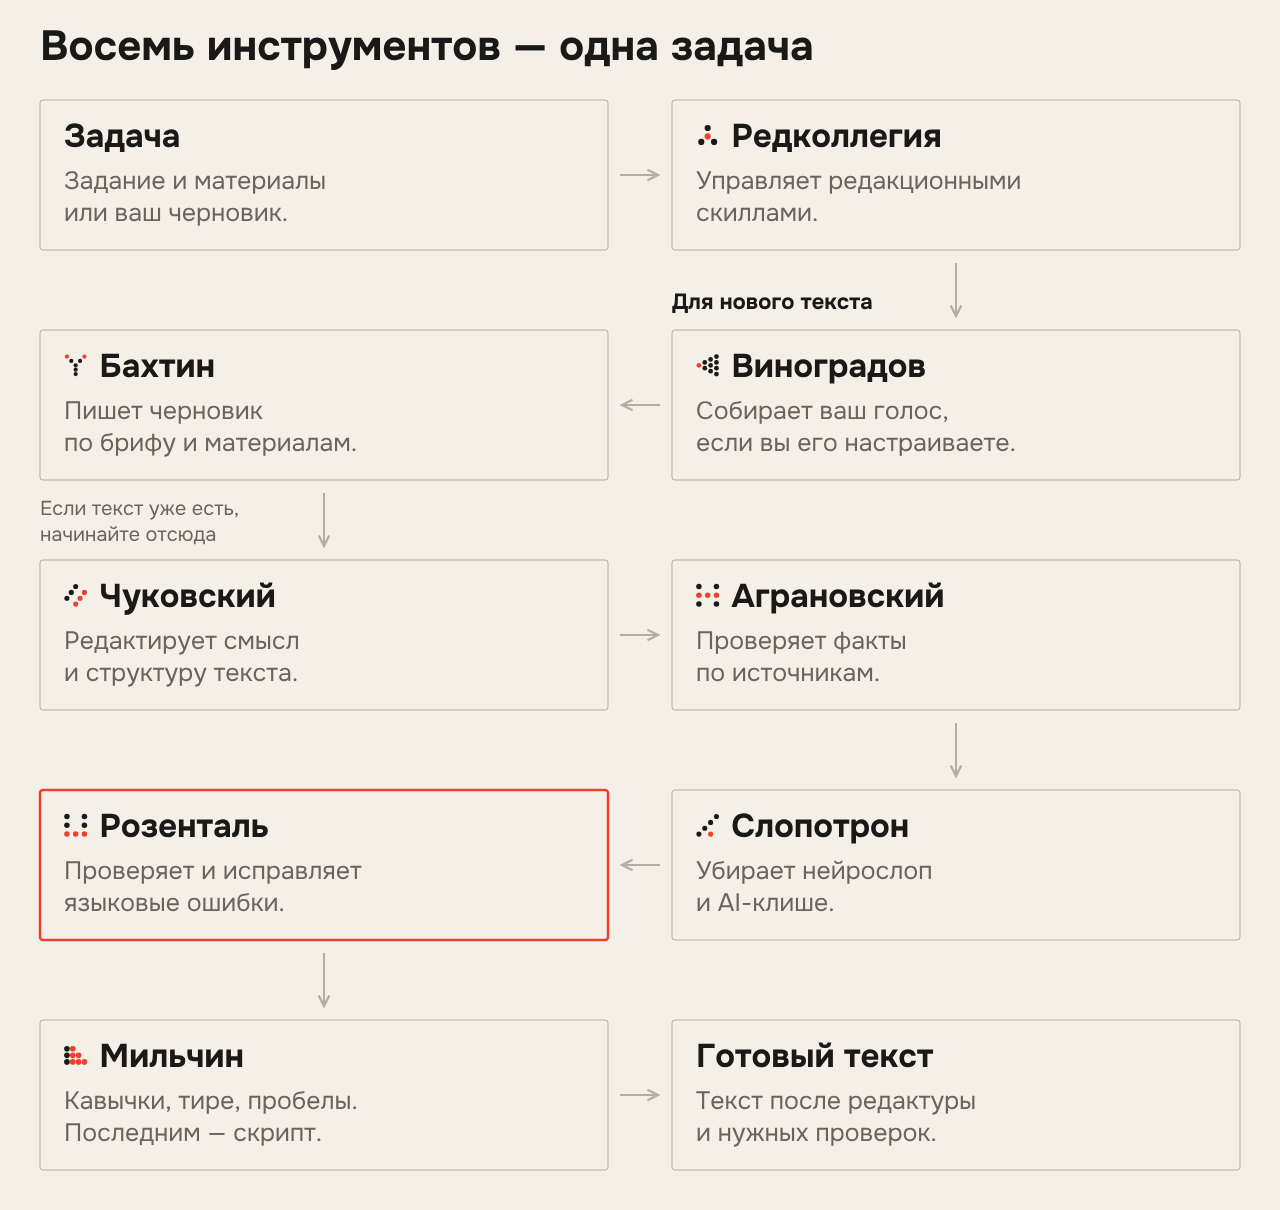 Восемь инструментов — одна задача
Задача
Задание и материалы
или ваш черновик.
Редколлегия
Управляет редакционными
скиллами.
Для нового текста
Виноградов
Собирает ваш голос,
если вы его настраиваете.
Бахтин
Пишет черновик
по брифу и материалам.
Если текст уже есть,
начинайте отсюда
Чуковский
Редактирует смысл
и структуру текста.
Аграновский
Проверяет факты
по источникам.
Слопотрон
Убирает нейрослоп
и AI-клише.
Розенталь
Проверяет и исправляет
языковые ошибки.
Мильчин
Кавычки, тире, пробелы.
Последним — скрипт.
Готовый текст
Текст после редактуры
и нужных проверок.